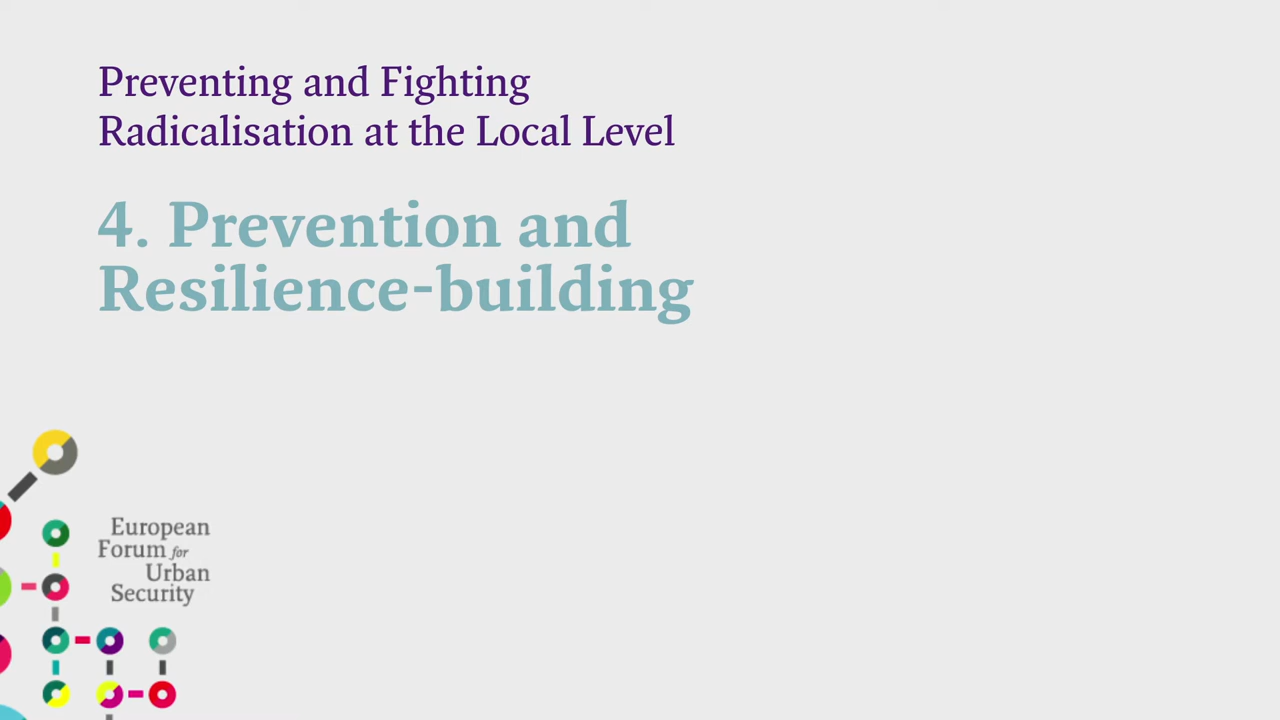 Preventing and Fighting
Radicalisation at the Local Level
4. Prevention and
Resilience-building
European
Forum for
Urban
Security